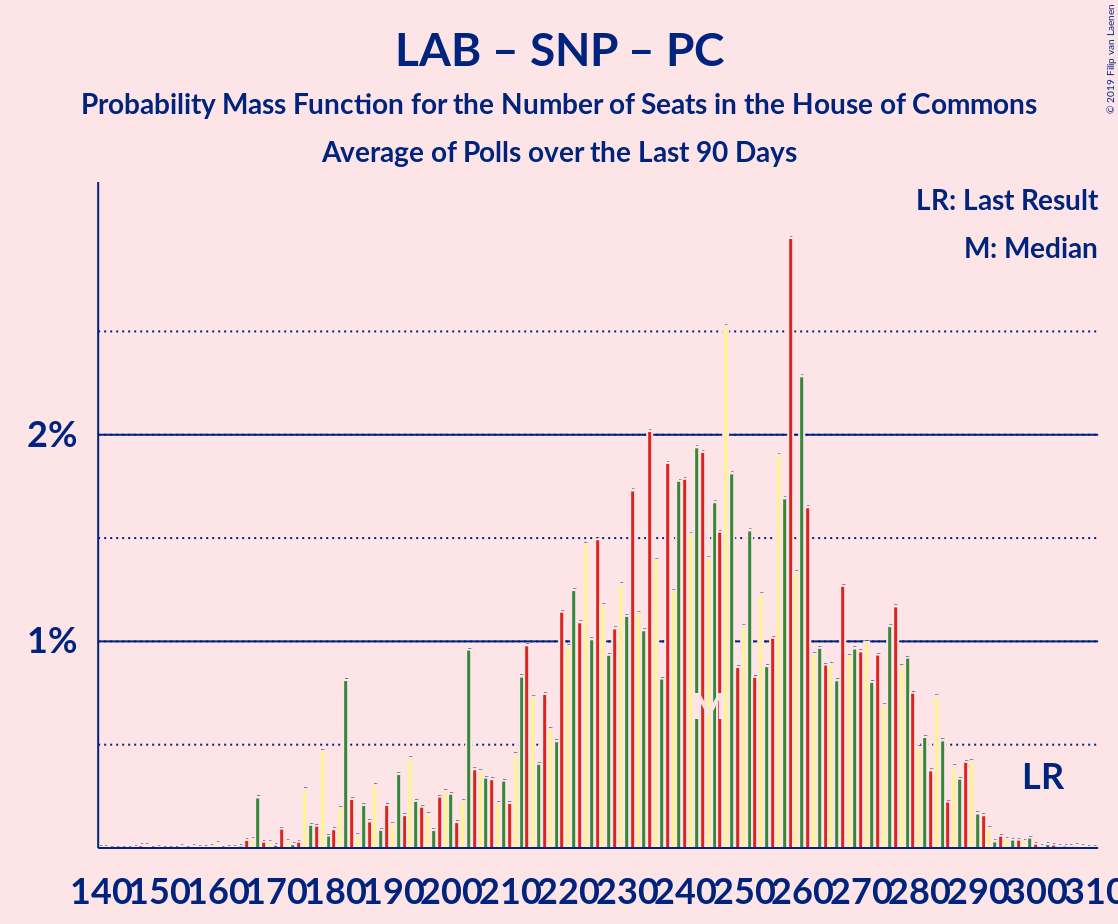 LAB – SNP – PC
Probability Mass Function for the Number of Seats in the House of Commons
Average of Polls over the Last 90 Days
© 2019 Filip van Laenen
LR: Last Result
M: Median
2%
1%
M
LR
140 150 160 170 180 190 200 210 220 230 240 250 260 270 280 290 300 310